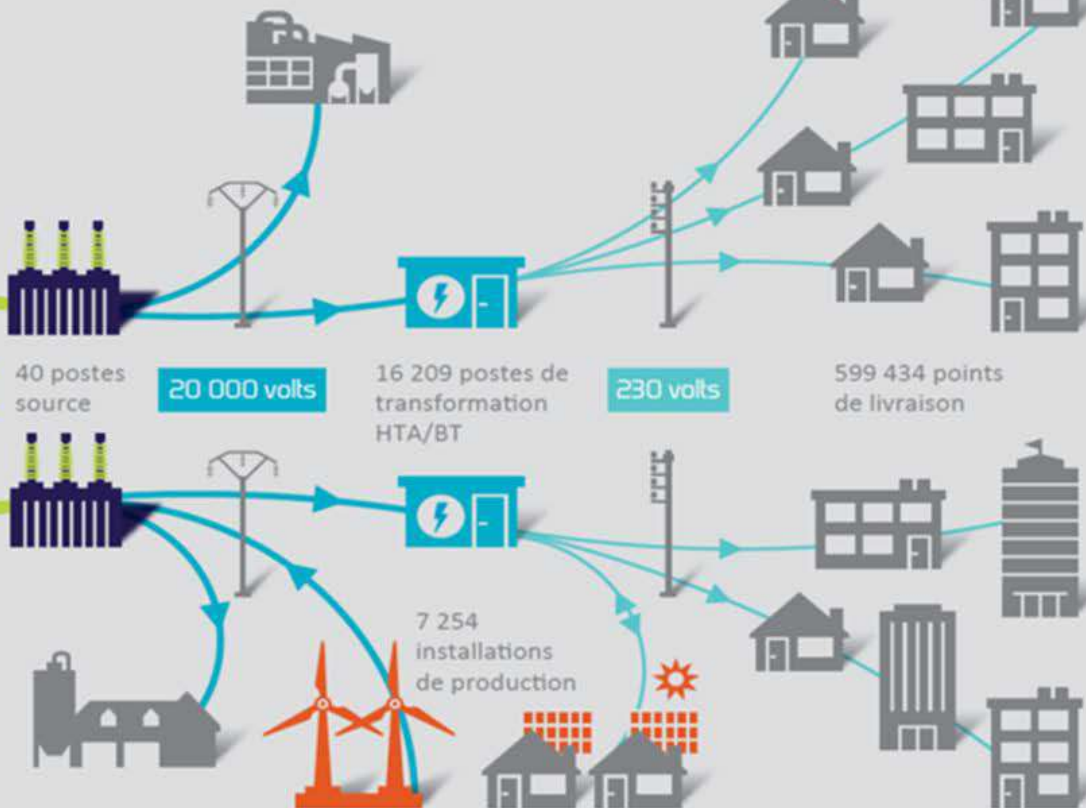 40 postes
source
20 000 volts
16 209 postes de
transformation
HTA/BT
230 volts
599 434 points
de livraison
7 254
installations
de production